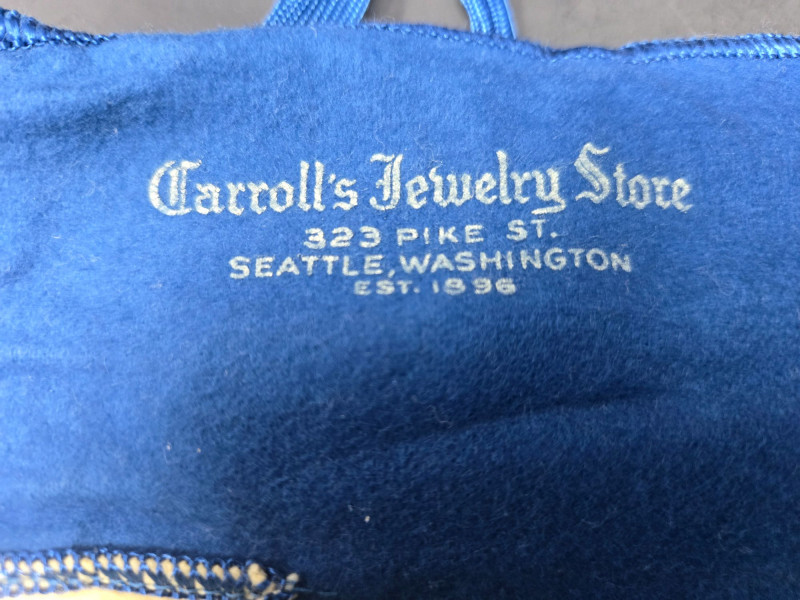 Carroll's Jewelry Store
323 PIKE ST.
SEATTLE, WASHINGTON
EST. 1896